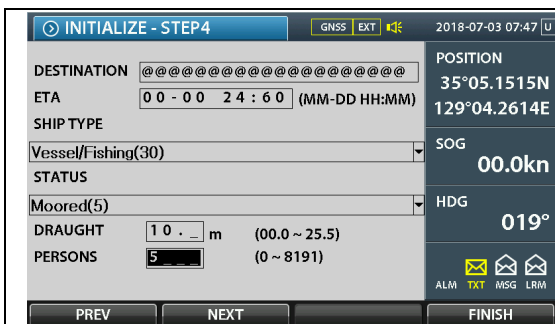 INITIALIZE - STEP4
GNSS EXT
2018-07-03 07:47 U
DESTINATION @@@@@@@@@@@@@@@@@@@@
ETA 00-00 24:60 (MM-DD HH:MM)
SHIP TYPE
Vessel/Fishing(30)
STATUS
Moored(5)
DRAUGHT 10._ m (00.0 ~ 25.5)
PERSONS 5___ (0 ~ 8191)
POSITION
35°05.1515N
129°04.2614E
SOG
00.0kn
HDG
019°
ALM TXT MSG LRM
PREV NEXT FINISH